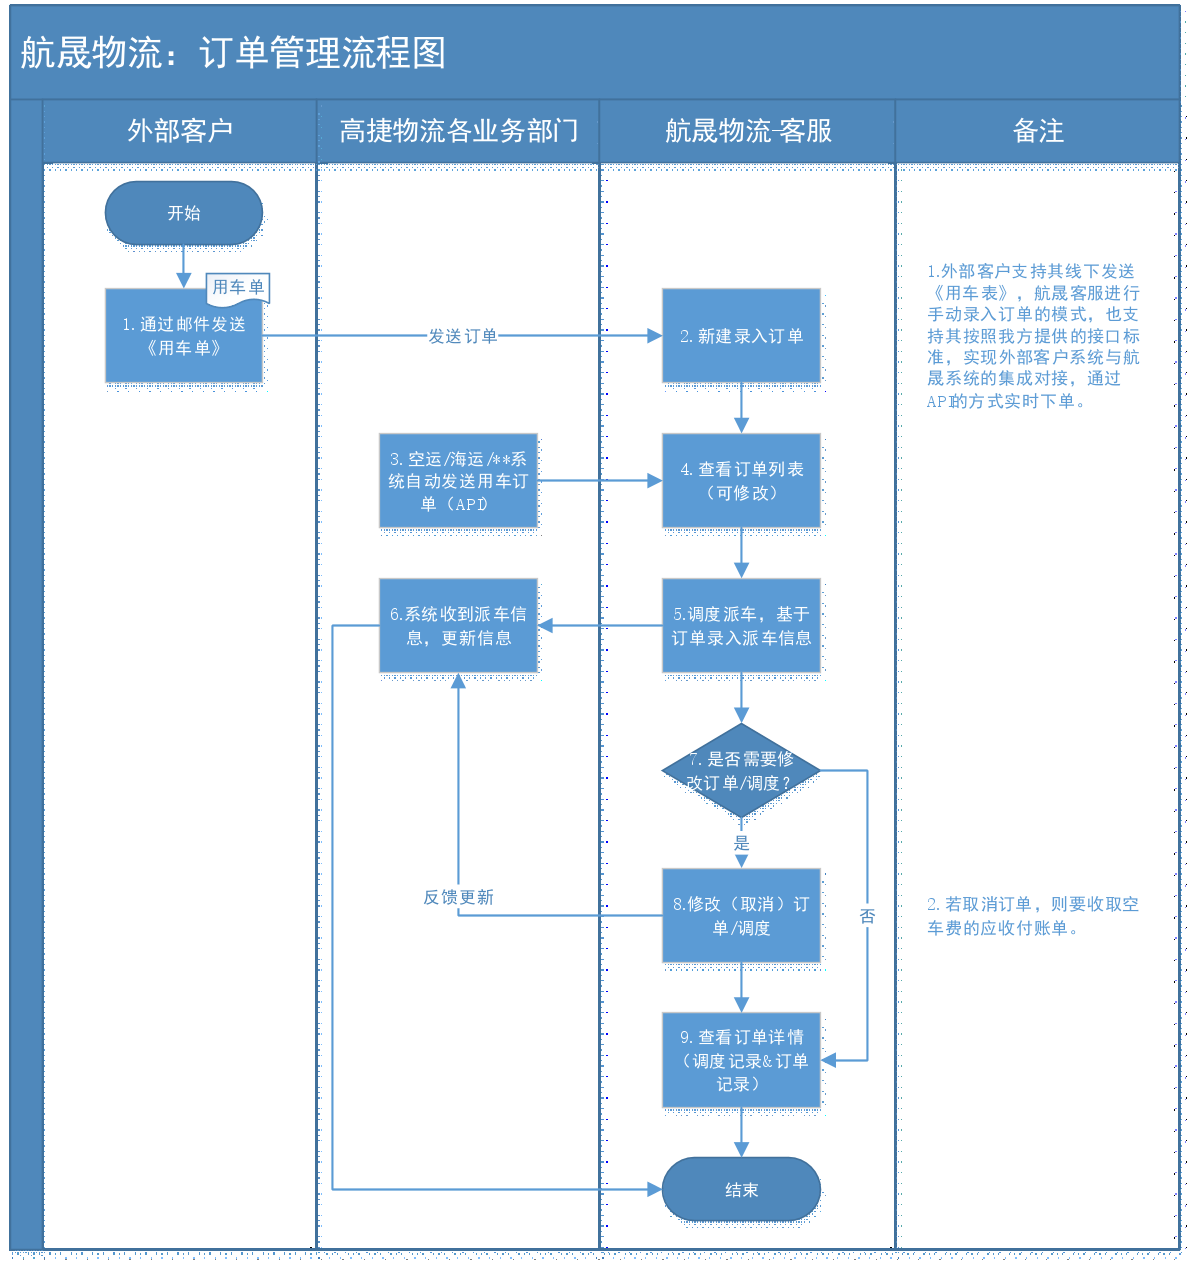 航晟物流：订单管理流程图
外部客户
高捷物流各业务部门
航晟物流-客服
备注
开始
用车单
1.通过邮件发送
《用车单》
发送订单
2.新建录入订单
1.外部客户支持其线下发送
《用车表》，航晟客服进行
手动录入订单的模式，也支
持其按照我方提供的接口标
准，实现外部客户系统与航
晟系统的集成对接，通过
API的方式实时下单。
3.空运/海运/**系
统自动发送用车订
单（API）
4.查看订单列表
（可修改）
6.系统收到派车信
息，更新信息
5.调度派车，基于
订单录入派车信息
7.是否需要修
改订单/调度？
是
反馈更新
8.修改（取消）订
单/调度
否
2.若取消订单，则要收取空
车费的应收付账单。
9.查看订单详情
（调度记录&订单
记录）
结束